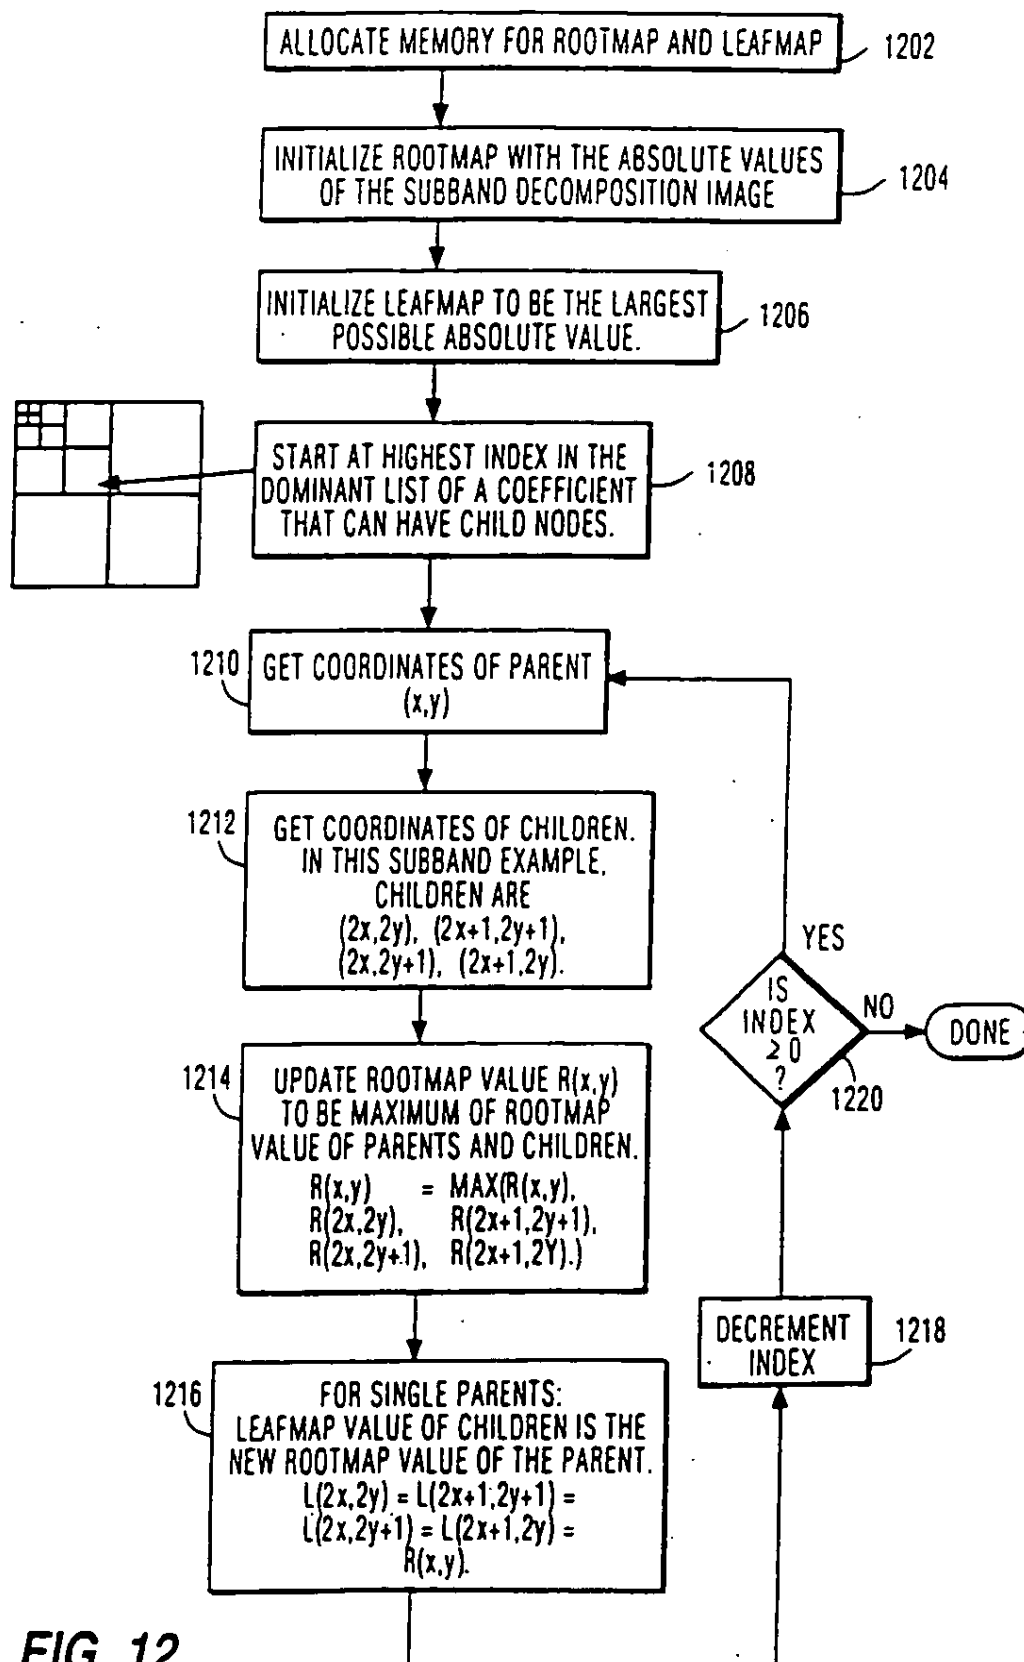 ALLOCATE MEMORY FOR ROOTMAP AND LEAFMAP
1202
INITIALIZE ROOTMAP WITH THE ABSOLUTE VALUES
OF THE SUBBAND DECOMPOSITION IMAGE
1204
INITIALIZE LEAFMAP TO BE THE LARGEST
POSSIBLE ABSOLUTE VALUE.
1206
START AT HIGHEST INDEX IN THE
DOMINANT LIST OF A COEFFICIENT
THAT CAN HAVE CHILD NODES.
1208
1210
GET COORDINATES OF PARENT
(x,y)
1212
GET COORDINATES OF CHILDREN.
IN THIS SUBBAND EXAMPLE,
CHILDREN ARE
(2x,2y), (2x+1,2y+1),
(2x,2y+1), (2x+1,2y).
1214
UPDATE ROOTMAP VALUE R(x,y)
TO BE MAXIMUM OF ROOTMAP
VALUE OF PARENTS AND CHILDREN.
R(x,y) = MAX(R(x,y),
R(2x,2y), R(2x+1,2y+1),
R(2x,2y+1), R(2x+1,2Y).)
1216
FOR SINGLE PARENTS:
LEAFMAP VALUE OF CHILDREN IS THE
NEW ROOTMAP VALUE OF THE PARENT.
L(2x,2y) = L(2x+1,2y+1) =
L(2x,2y+1) = L(2x+1,2y) =
R(x,y).
DECREMENT
INDEX
1218
IS
INDEX
≥0
?
1220
YES
NO
DONE
FIG. 12